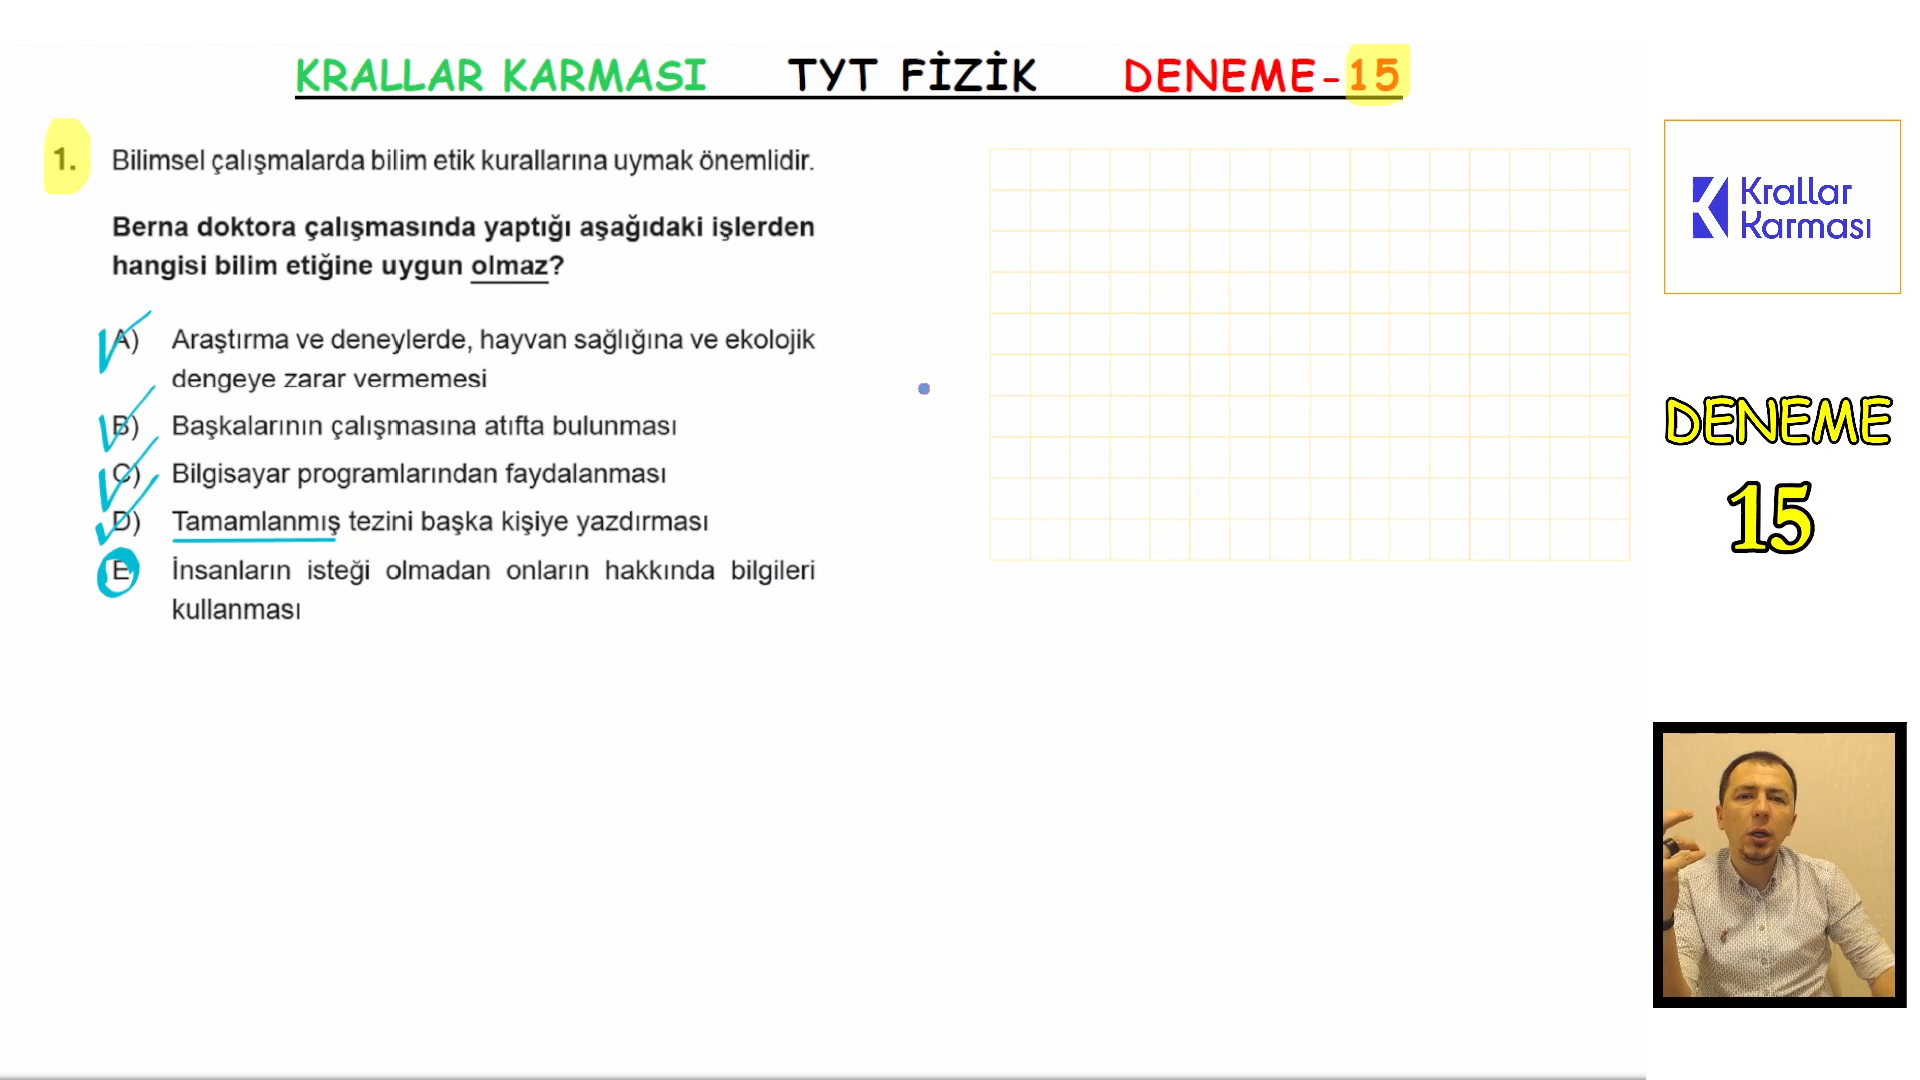 KRALLAR KARMASI TYT FİZİK DENEME-15
1. Bilimsel çalışmalarda bilim etik kurallarına uymak önemlidir.
Berna doktora çalışmasında yaptığı aşağıdaki işlerden
hangisi bilim etiğine uygun olmaz?
A) Araştırma ve deneylerde, hayvan sağlığına ve ekolojik
dengeye zarar vermemesi
B) Başkalarının çalışmasına atıfta bulunması
C) Bilgisayar programlarından faydalanması
D) Tamamlanmış tezini başka kişiye yazdırması
E) İnsanların isteği olmadan onların hakkında bilgileri
kullanması
Krallar
Karması
DENEME
15